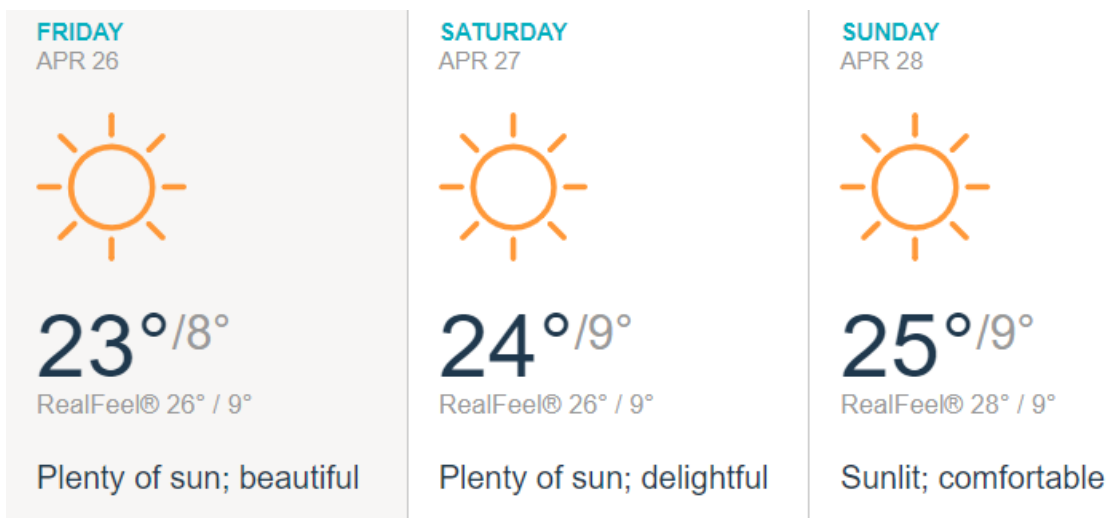 FRIDAY
APR 26
23°/8°
RealFeel® 26° / 9°
Plenty of sun; beautiful
SATURDAY
APR 27
24°/9°
RealFeel® 26° / 9°
Plenty of sun; delightful
SUNDAY
APR 28
25°/9°
RealFeel® 28° / 9°
Sunlit; comfortable